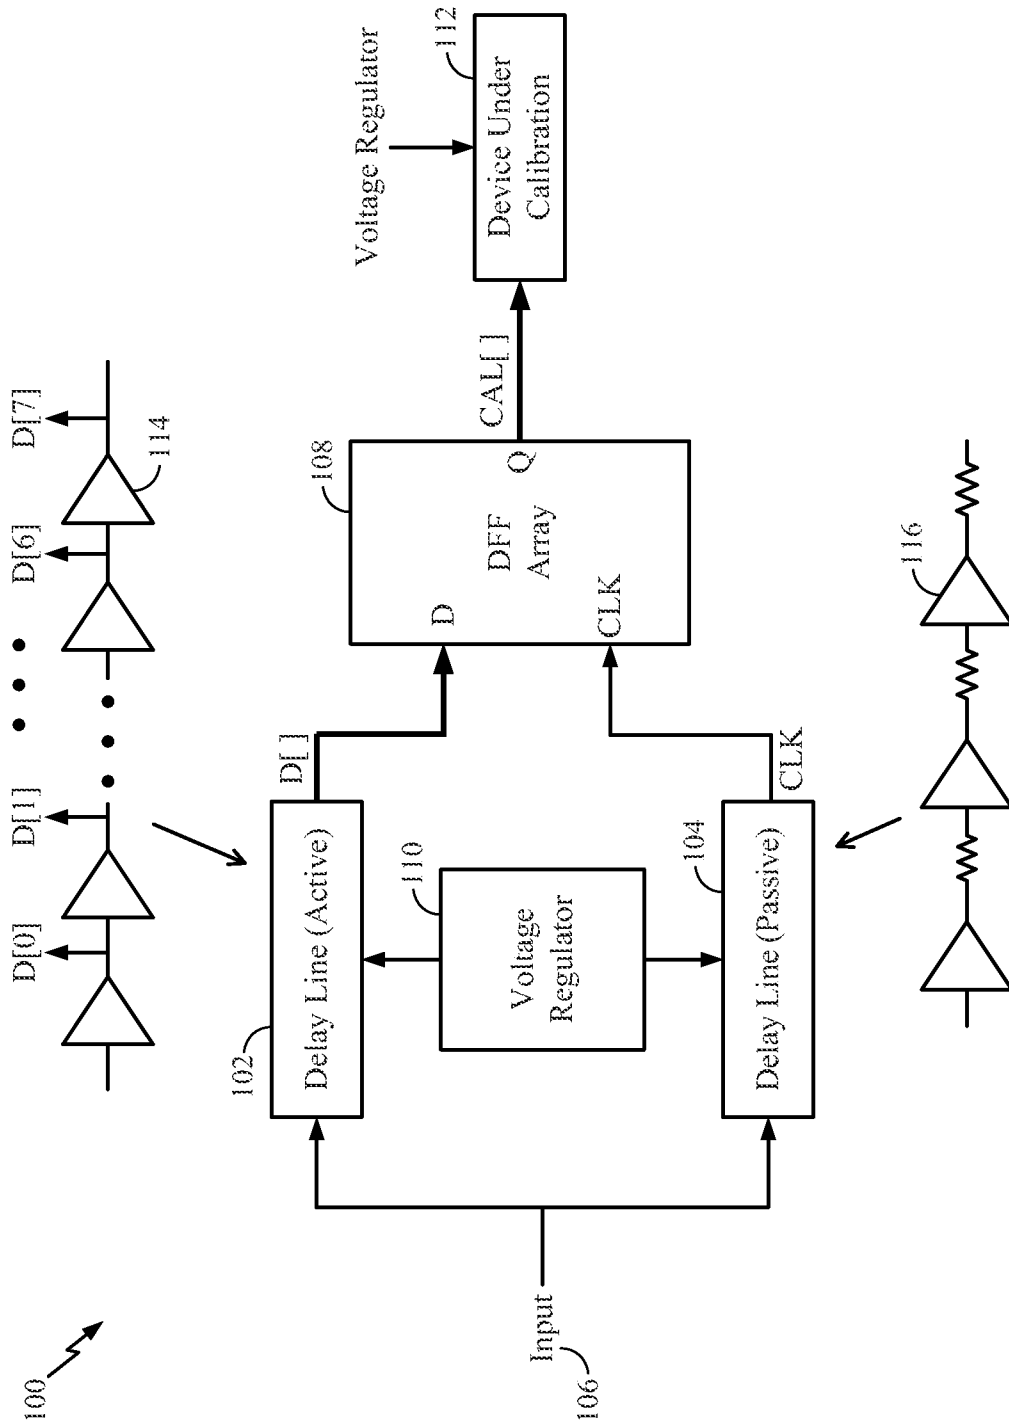 100
D[0]
D[1]
D[6]
D[7]
114
102
Delay Line (Active)
D[ ]
Voltage Regulator
112
Device Under
Calibration
108
D
DFF
Array
Q
CLK
CAL[ ]
110
Voltage
Regulator
Input
106
104
Delay Line (Passive)
CLK
116